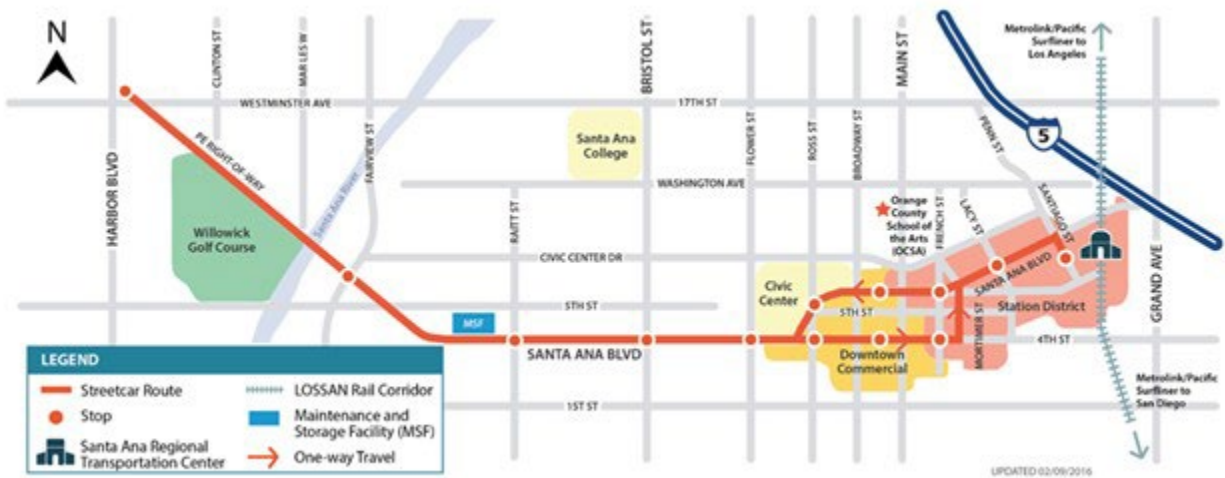 N
CLINTON ST
MAR LES W
BRISTOL ST
MAIN ST
Metrolink/Pacific
Surfliner to
Los Angeles
WESTMINSTER AVE
17TH ST
PENN ST
5
HARBOR BLVD
PE RIGHT-OF-WAY
FAIRVIEW ST
Santa Ana
College
FLOWER ST
ROSS ST
BROADWAY ST
Santa Ana River
WASHINGTON AVE
Willowick
Golf Course
RAITT ST
Orange
County
School of
the Arts
(OCSA)
FRENCH ST
LACY ST
SANTIAGO ST
CIVIC CENTER DR
GRAND AVE
5TH ST
Civic
Center
SANTA ANA BLVD
MSF
5TH ST
Station District
MORTIMER ST
SANTA ANA BLVD
4TH ST
Downtown
Commercial
1ST ST
Metrolink/Pacific
Surfliner to
San Diego
LEGEND
Streetcar Route
Stop
Santa Ana Regional
Transportation Center
LOSSAN Rail Corridor
Maintenance and
Storage Facility (MSF)
One-way Travel
UPDATED 02/09/2016